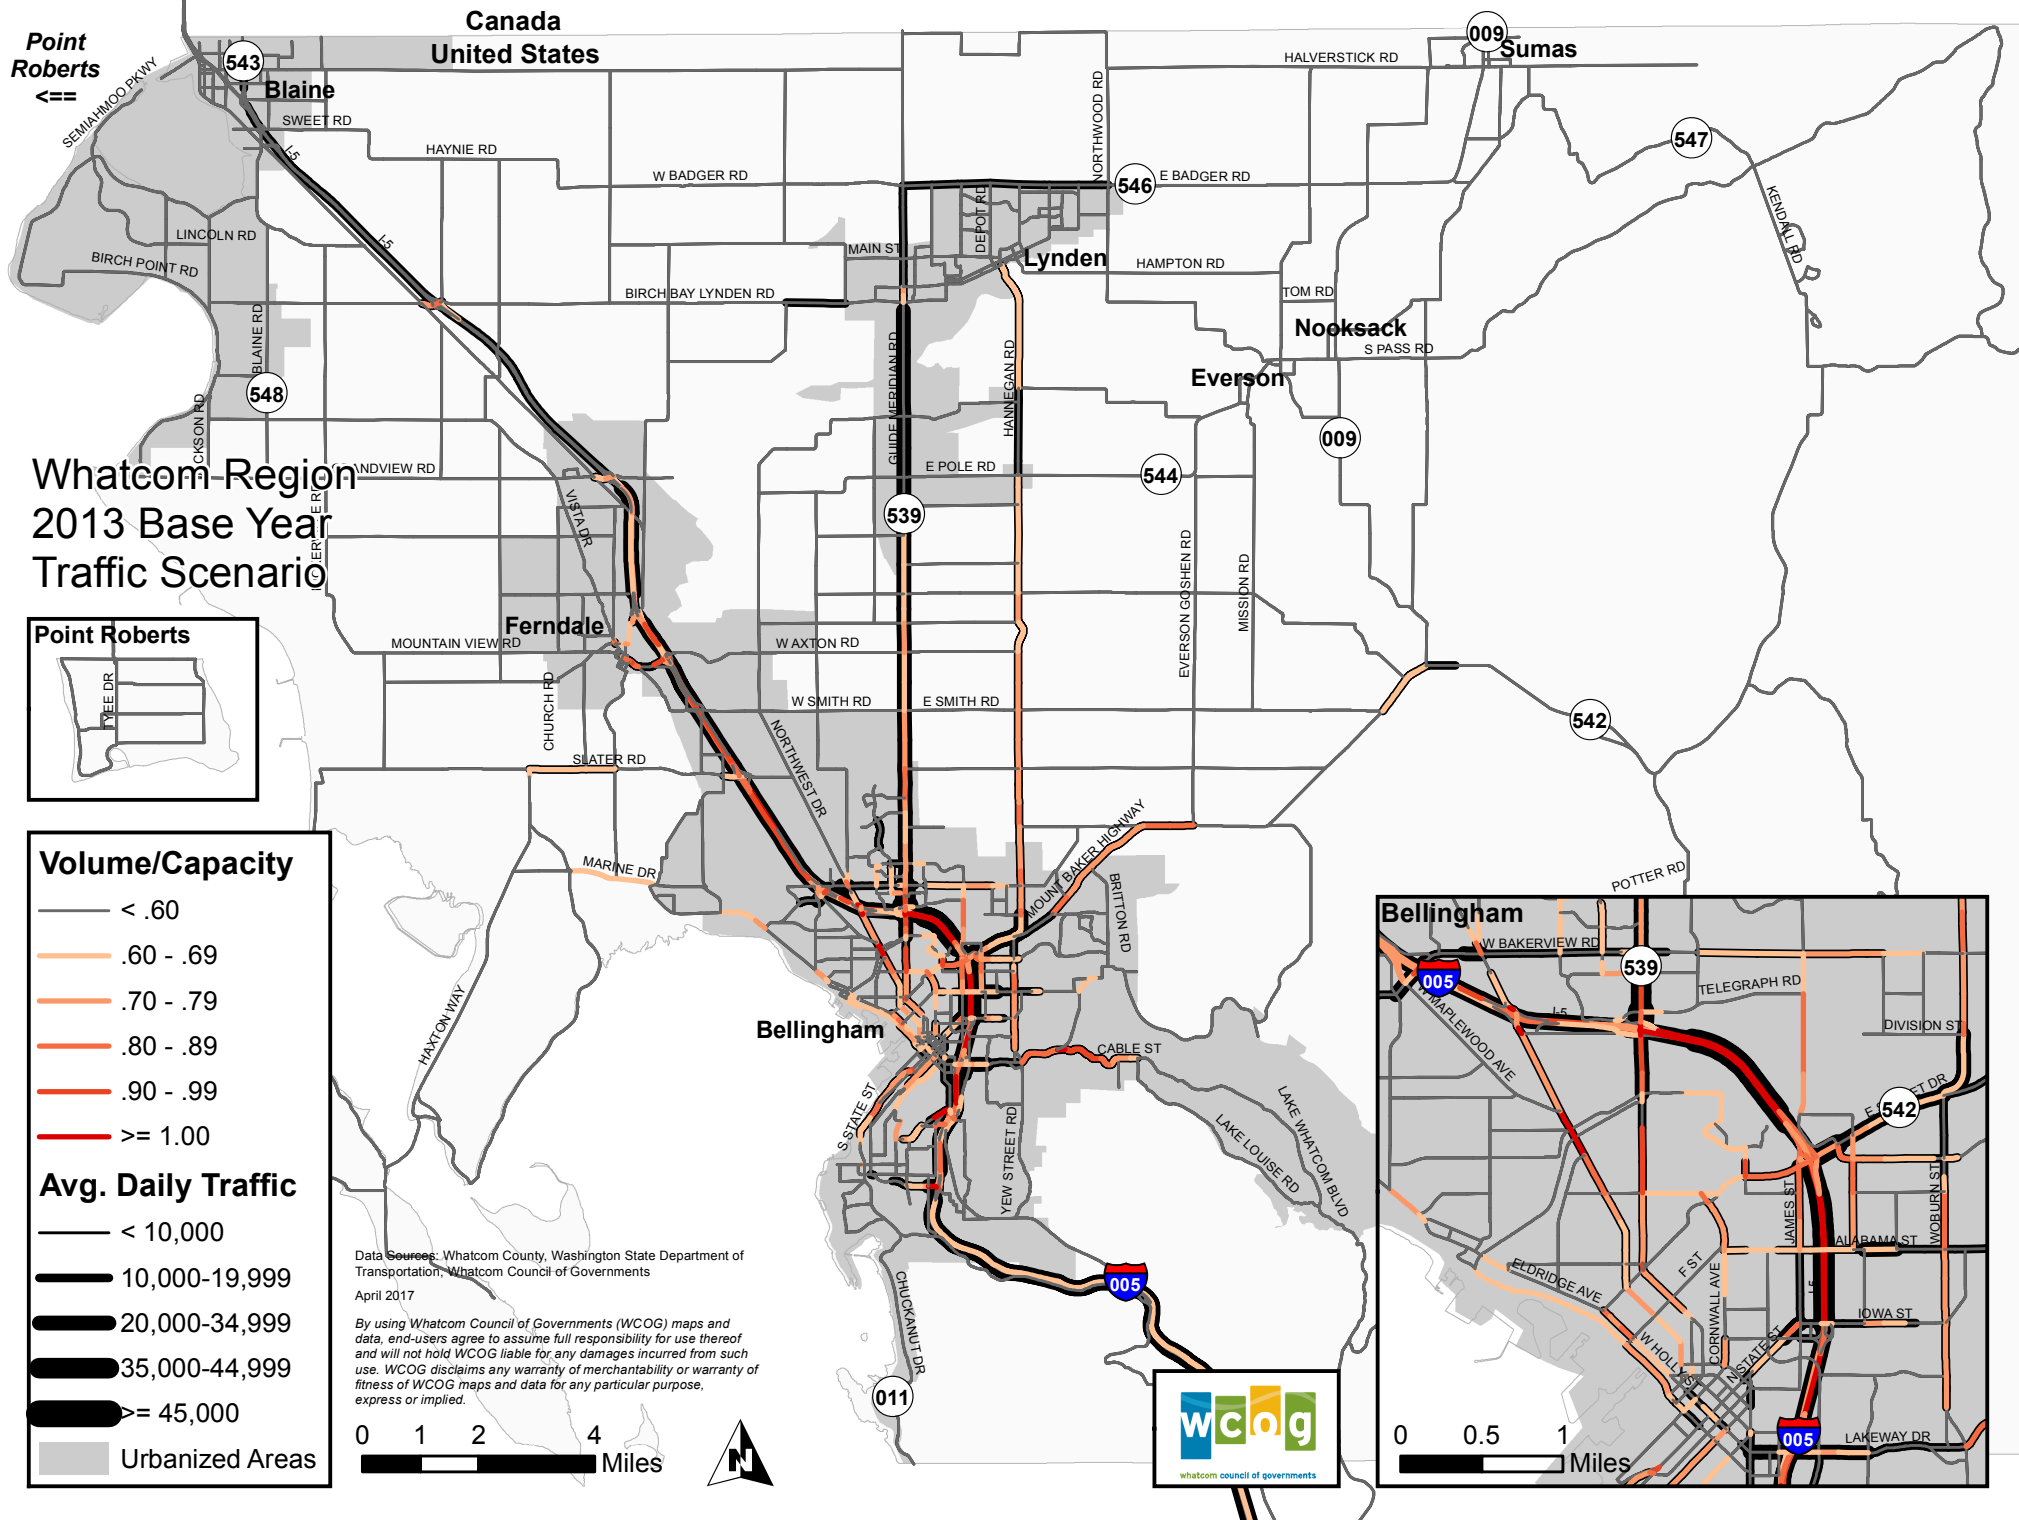 Canada
United States
Point
Roberts
<==
543
Blaine
009
Sumas
SEMIAHMOO PKWY
SWEET RD
I-5
HAYNIE RD
W BADGER RD
NORTHWOOD RD
546
E BADGER RD
HALVERSTICK RD
547
KENDALL RD
LINCOLN RD
BIRCH POINT RD
I-5
MAIN ST
DEPOT RD
Lynden
HAMPTON RD
BIRCH BAY LYNDEN RD
TOM RD
Nooksack
S PASS RD
Everson
BLAINE RD
548
GUIDE MERIDIAN RD
HANNEGAN RD
009
CKSON RD
ANDVIEW RD
E POLE RD
544
Whatcom Region
2013 Base Year
Traffic Scenario
VISTA DR
539
EVERSON GOSHEN RD
MISSION RD
Point Roberts
TYEE DR
Ferndale
MOUNTAIN VIEW RD
W AXTON RD
CHURCH RD
W SMITH RD
E SMITH RD
542
SLATER RD
NORTHWEST DR
MARINE DR
MOUNT BAKER HIGHWAY
BRITTON RD
POTTER RD
HAXTON WAY
Bellingham
CABLE ST
S STATE ST
YEW STREET RD
LAKE LOUISE RD
LAKE WHATCOM BLVD
005
CHUCKANUT DR
011
Volume/Capacity
< .60
.60 - .69
.70 - .79
.80 - .89
.90 - .99
>= 1.00
Avg. Daily Traffic
< 10,000
10,000-19,999
20,000-34,999
35,000-44,999
>= 45,000
Urbanized Areas
Data Sources: Whatcom County, Washington State Department of
Transportation, Whatcom Council of Governments
April 2017
By using Whatcom Council of Governments (WCOG) maps and
data, end-users agree to assume full responsibility for use thereof
and will not hold WCOG liable for any damages incurred from such
use. WCOG disclaims any warranty of merchantability or warranty of
fitness of WCOG maps and data for any particular purpose,
express or implied.
0 1 2 4
Miles
N
wcog
whatcom council of governments
Bellingham
W BAKERVIEW RD
539
005
TELEGRAPH RD
W MAPLEWOOD AVE
I-5
DIVISION ST
542
JAMES ST
WOBURN ST
ALABAMA ST
ELDRIDGE AVE
F ST
CORNWALL AVE
I-5
IOWA ST
W HOLLY ST
N STATE ST
005
LAKEWAY DR
0 0.5 1
Miles